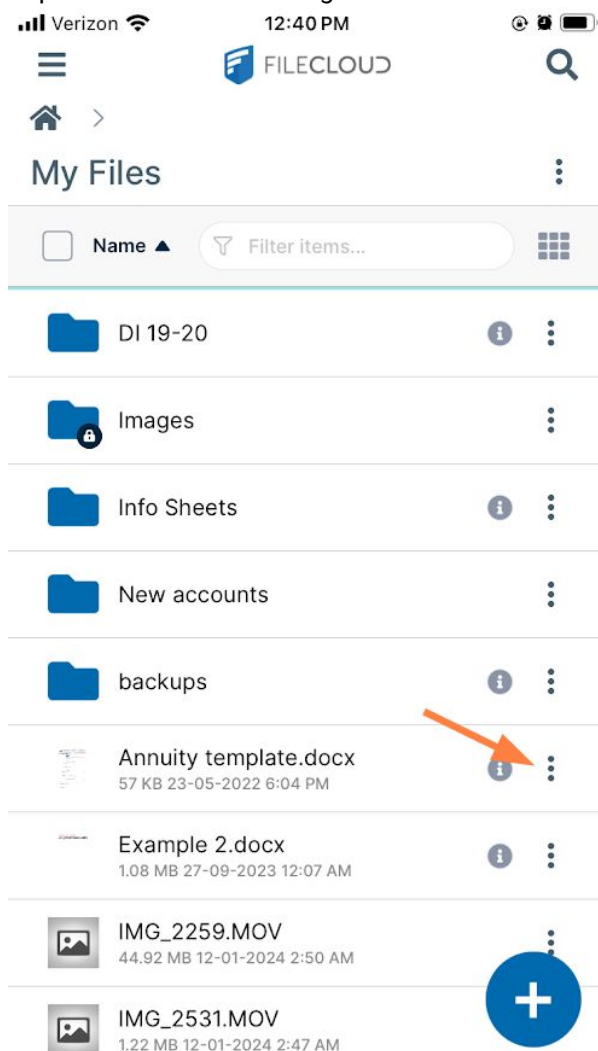 Verizon 12:40 PM
FILECLOUD
My Files
Name Filter items...
DI 19-20
Images
Info Sheets
New accounts
backups
Annuity template.docx
57 KB 23-05-2022 6:04 PM
Example 2.docx
1.08 MB 27-09-2023 12:07 AM
IMG_2259.MOV
44.92 MB 12-01-2024 2:50 AM
IMG_2531.MOV
1.22 MB 12-01-2024 2:47 AM